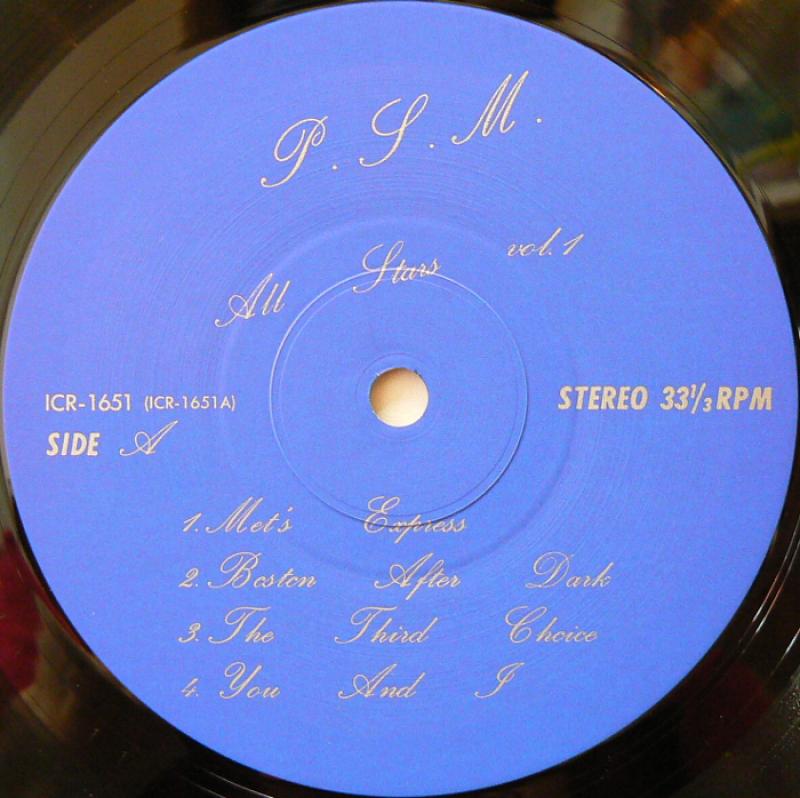 P. S. M.
All Stars vol. 1
ICR-1651 (ICR-1651A)
STEREO 33⅓ RPM
SIDE A
1. Met's Express
2. Boston After Dark
3. The Third Choice
4. You And I